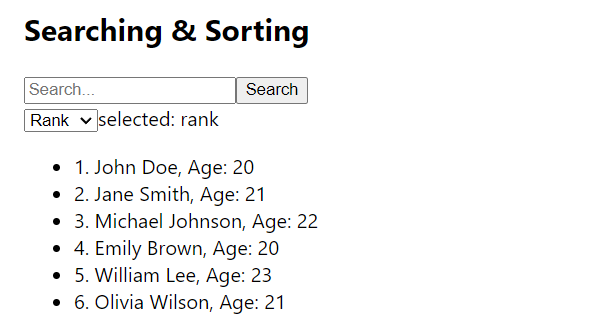 Searching & Sorting
Search... Search
Rank selected: rank
1. John Doe, Age: 20
2. Jane Smith, Age: 21
3. Michael Johnson, Age: 22
4. Emily Brown, Age: 20
5. William Lee, Age: 23
6. Olivia Wilson, Age: 21